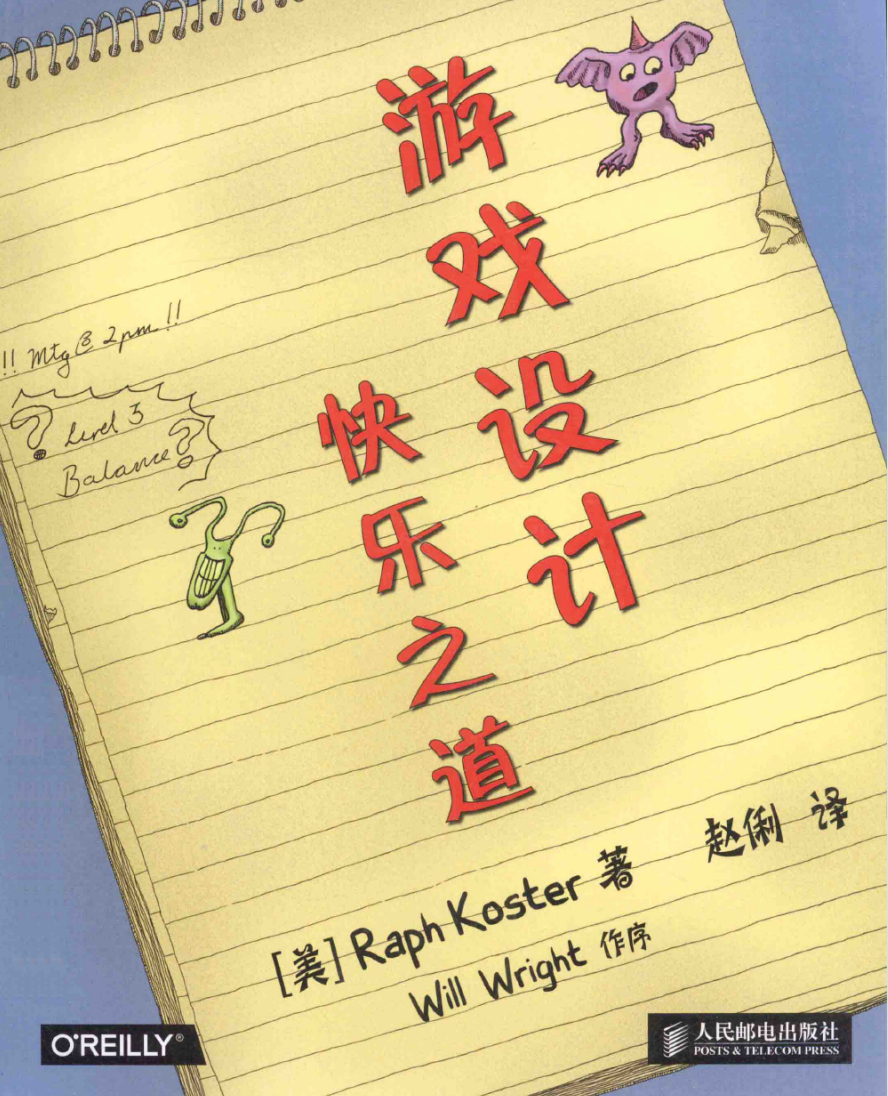 游戏设计
快乐之道
!! Mtg @ 2pm !!
? Level 3
Balance?
[美] Raph Koster 著 赵俐 译
Will Wright 作序
O'REILLY®
人民邮电出版社
POSTS & TELECOM PRESS